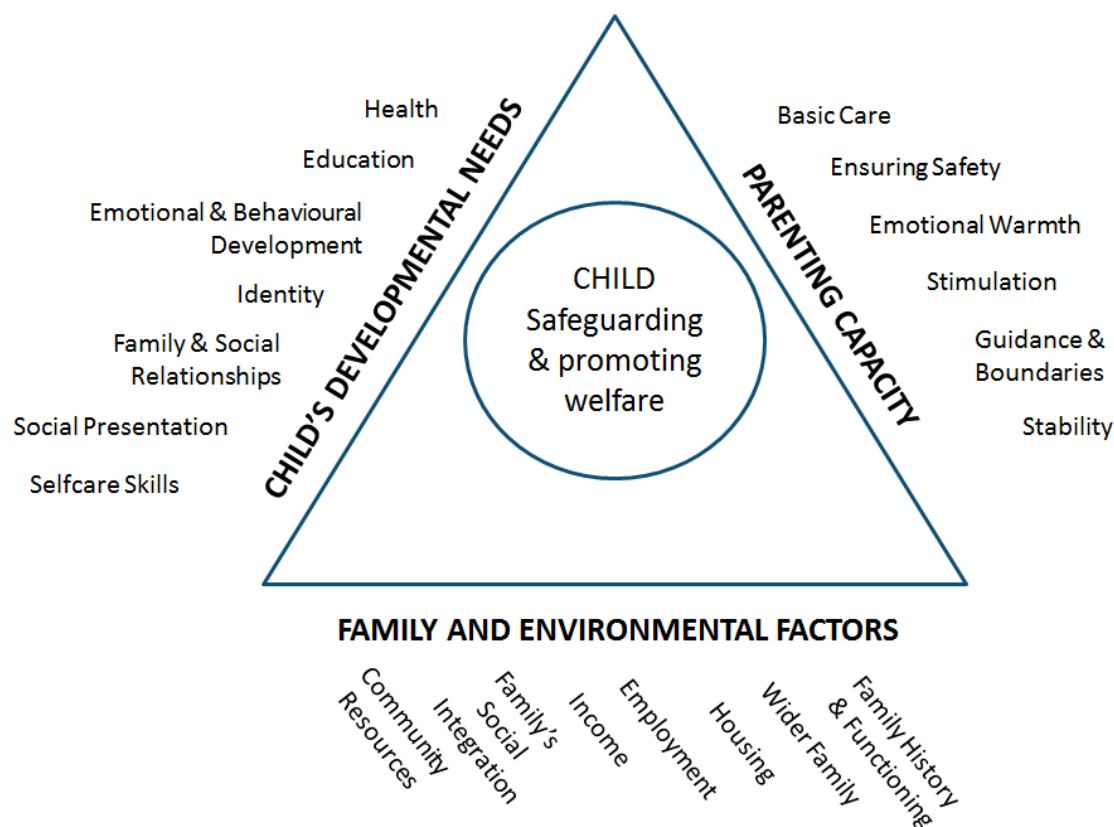 Health
Education
Emotional & Behavioural
Development
Identity
Family & Social
Relationships
Social Presentation
Selfcare Skills
CHILD'S DEVELOPMENTAL NEEDS
CHILD
Safeguarding
& promoting
welfare
PARENTING CAPACITY
Basic Care
Ensuring Safety
Emotional Warmth
Stimulation
Guidance &
Boundaries
Stability
FAMILY AND ENVIRONMENTAL FACTORS
Community
Resources
Family's
Social
Integration
Income
Employment
Housing
Wider Family
Family History
& Functioning